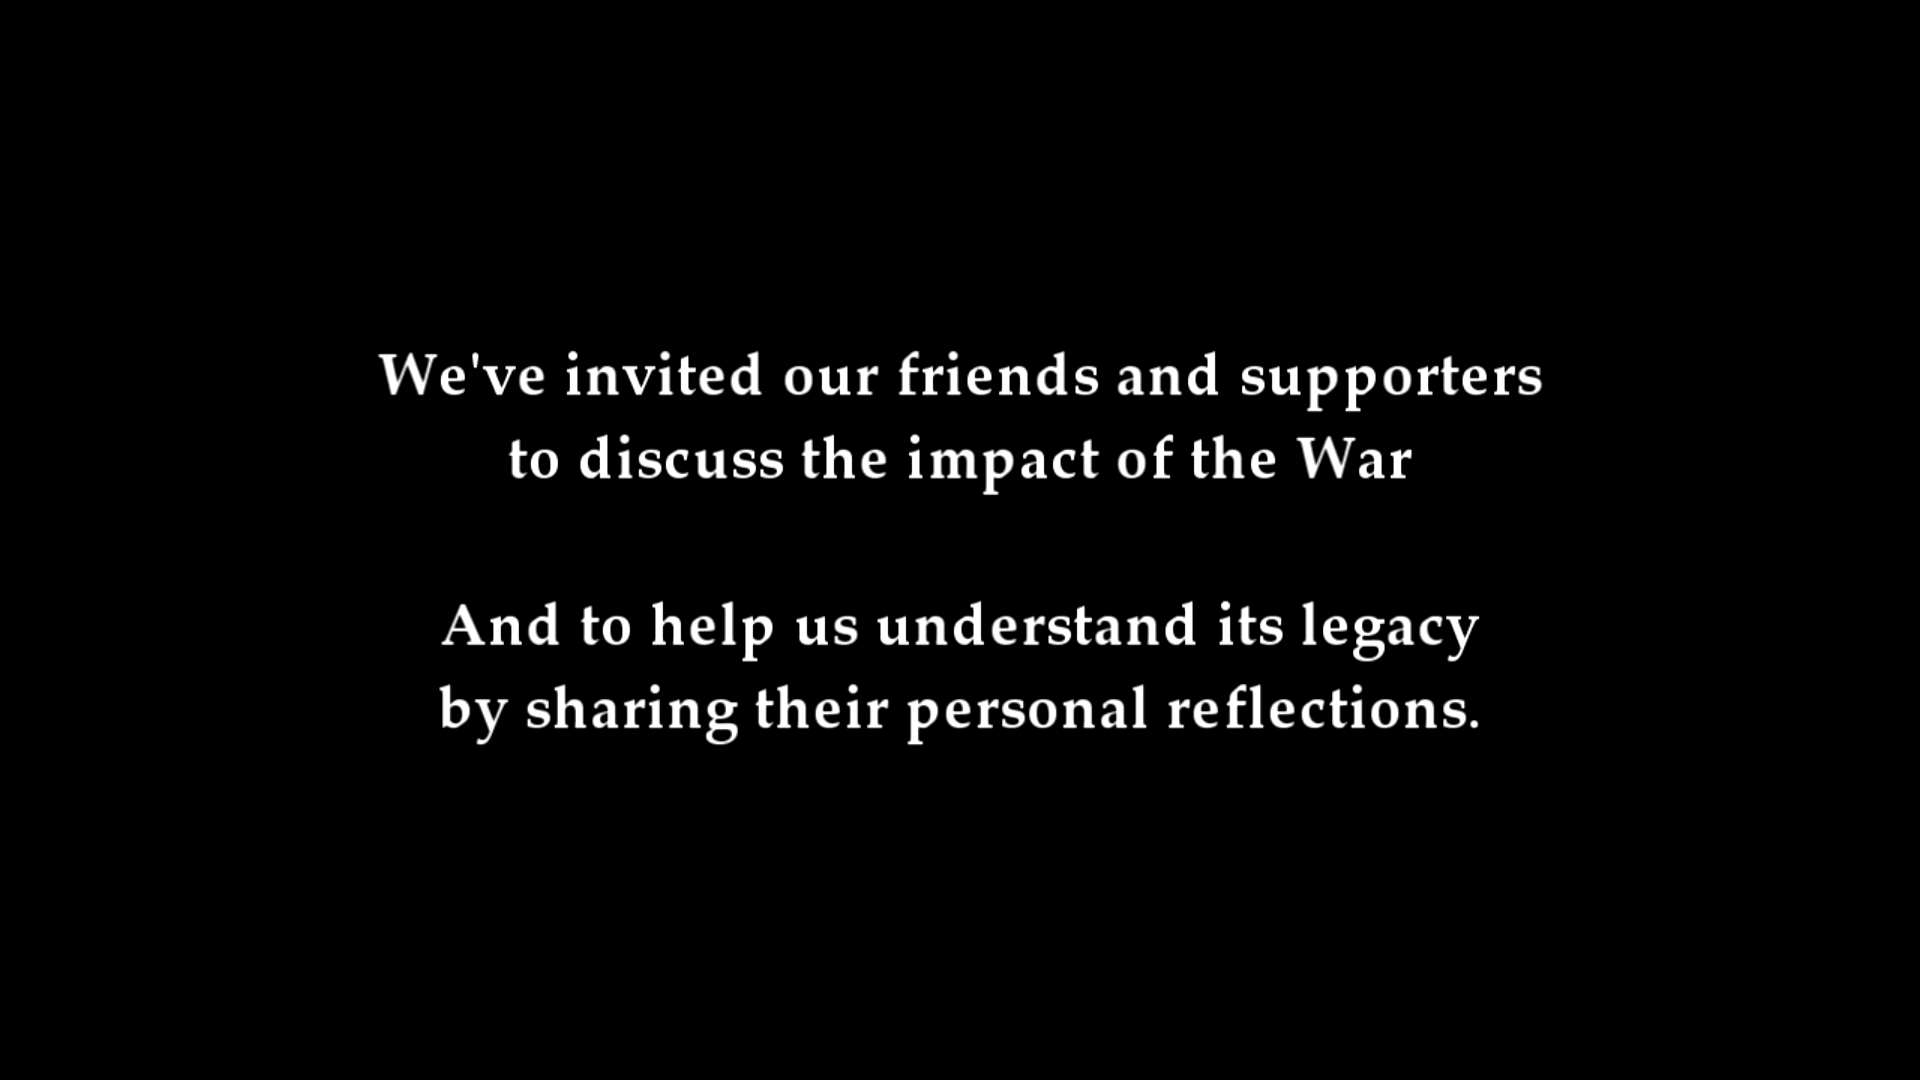 We've invited our friends and supporters
to discuss the impact of the War
And to help us understand its legacy
by sharing their personal reflections.